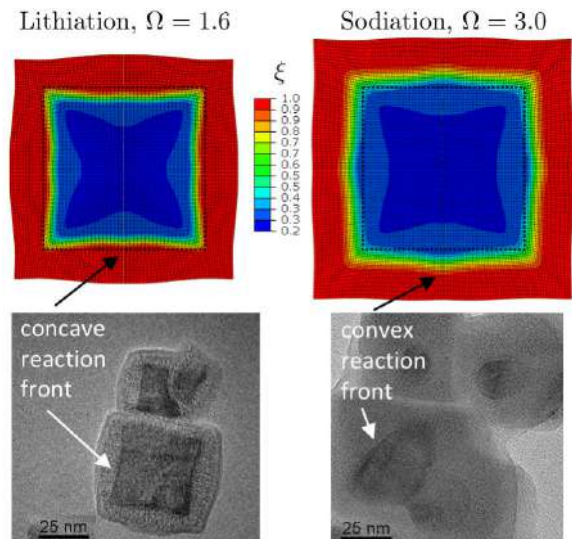 Lithiation, Ω = 1.6
Sodiation, Ω = 3.0
ξ
1.0
0.9
0.9
0.8
0.7
0.7
0.6
0.5
0.5
0.4
0.3
0.3
0.2
concave
reaction
front
25 nm
convex
reaction
front
25 nm